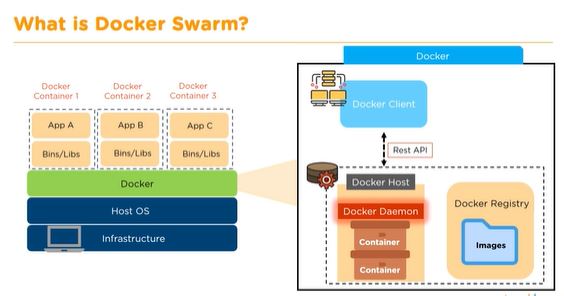 What is Docker Swarm?
Docker
Container 1
Docker
Container 2
Docker
Container 3
App A
App B
App C
Bins/Libs
Bins/Libs
Bins/Libs
Docker
Host OS
Infrastructure
Docker
Docker Client
Rest API
Docker Host
Docker Daemon
Container
Container
Docker Registry
Images